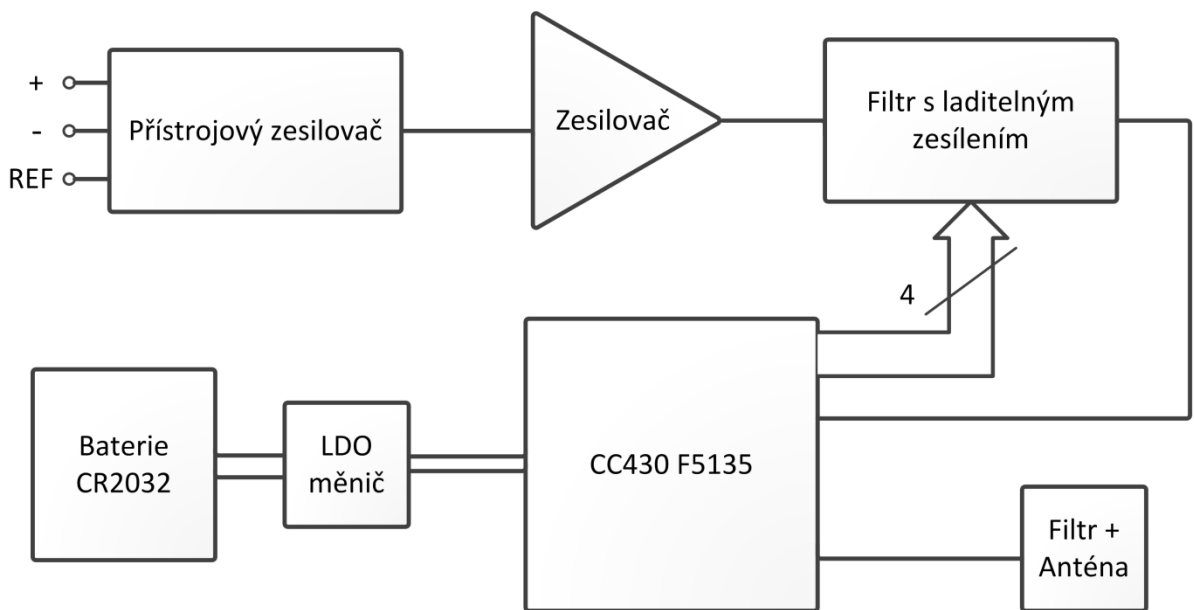 +
-
REF
Přístrojový zesilovač
Zesilovač
Filtr s laditelným
zesílením
4
Baterie
CR2032
LDO
měnič
CC430 F5135
Filtr +
Anténa